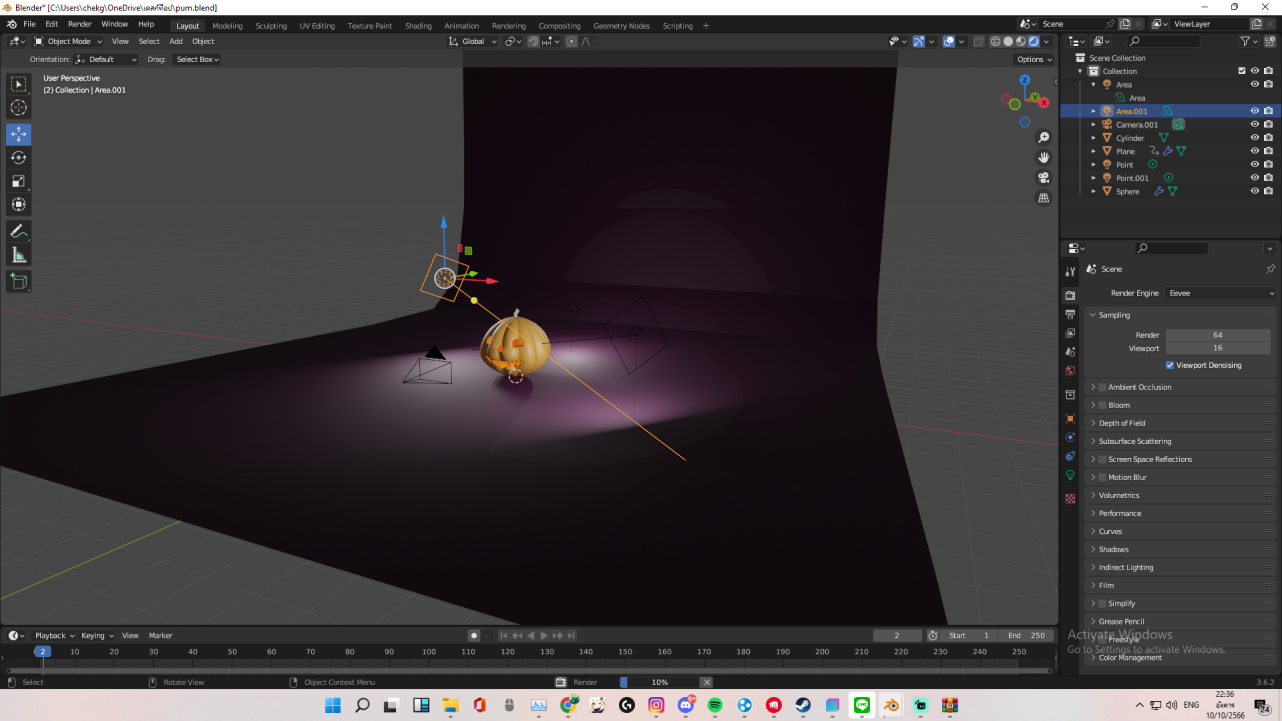 Blender* [C:\Users\chekg\OneDrive\เดสก์ท็อป\pum.blend]
File Edit Render Window Help Layout Modeling Sculpting UV Editing Texture Paint Shading Animation Rendering Compositing Geometry Nodes Scripting + Scene ViewLayer
Object Mode View Select Add Object Global
Orientation: Default Drag: Select Box Options
User Perspective
(2) Collection | Area.001
Z
Y
X
Scene Collection
Collection
Area
Area
Area.001
Camera.001
Cylinder
Plane
Point
Point.001
Sphere
Scene
Render Engine Eevee
Sampling
Render 64
Viewport 16
Viewport Denoising
Ambient Occlusion
Bloom
Depth of Field
Subsurface Scattering
Screen Space Reflections
Motion Blur
Volumetrics
Performance
Curves
Shadows
Indirect Lighting
Film
Simplify
Grease Pencil
Freestyle
Color Management
Activate Windows
Go to Settings to activate Windows.
Playback Keying View Marker 2 Start 1 End 250
2 10 20 30 40 50 60 70 80 90 100 110 120 130 140 150 160 170 180 190 200 210 220 230 240 250
Select Rotate View Object Context Menu Render 10% 3.6.2
ENG
22:36
อังคาร
10/10/2566
24
9+
LINE